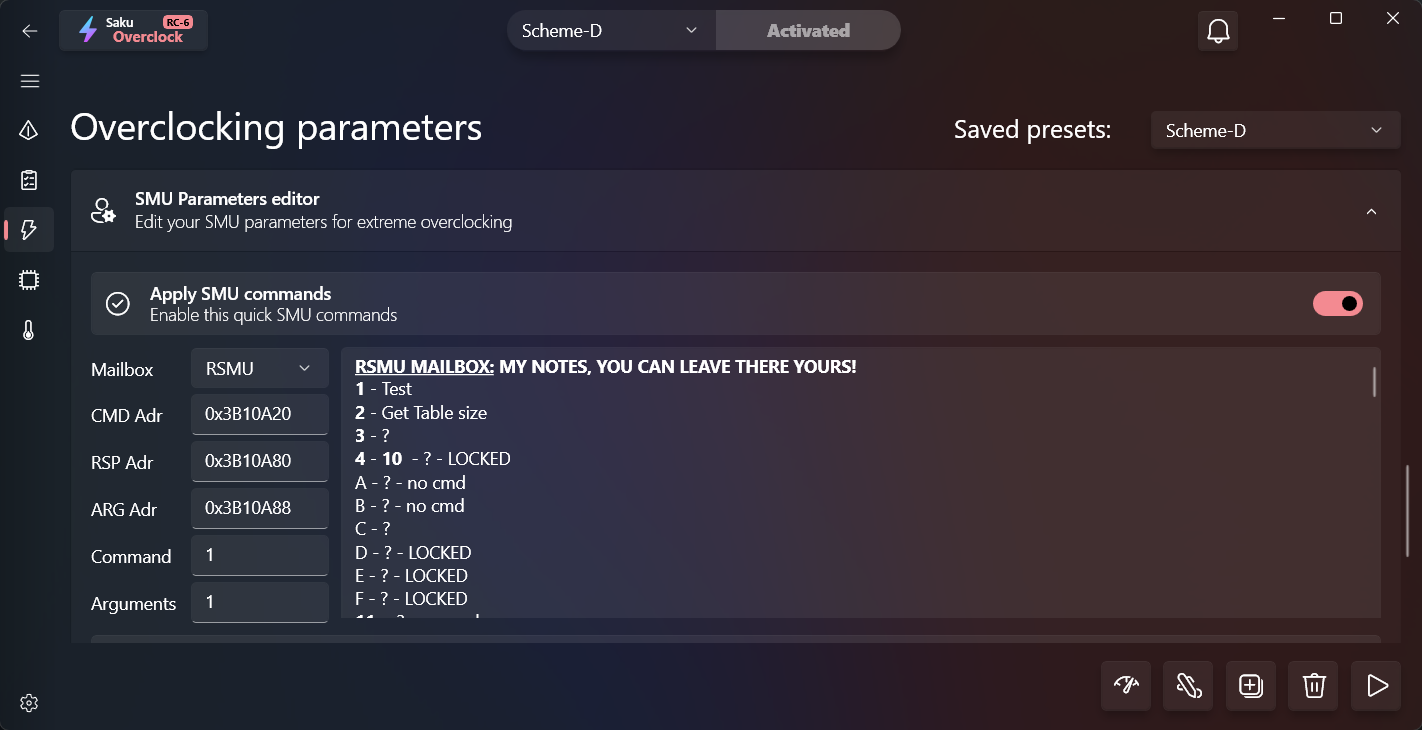 Saku RC-6
Overclock
Scheme-D
Activated
Overclocking parameters
Saved presets:
Scheme-D
SMU Parameters editor
Edit your SMU parameters for extreme overclocking
Apply SMU commands
Enable this quick SMU commands
Mailbox
RSMU
CMD Adr
0x3B10A20
RSP Adr
0x3B10A80
ARG Adr
0x3B10A88
Command
1
Arguments
1
RSMU MAILBOX: MY NOTES, YOU CAN LEAVE THERE YOURS!
1 - Test
2 - Get Table size
3 - ?
4 - 10 - ? - LOCKED
A - ? - no cmd
B - ? - no cmd
C - ?
D - ? - LOCKED
E - ? - LOCKED
F - ? - LOCKED